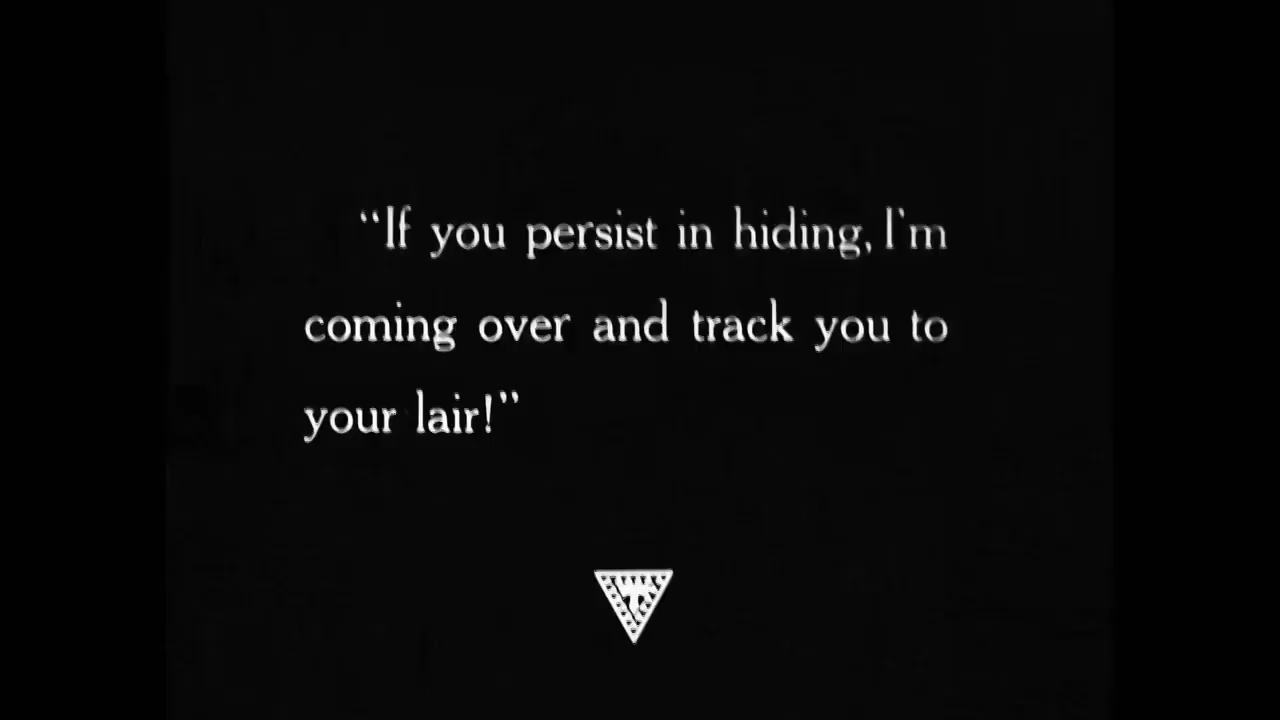 “If you persist in hiding, I'm
coming over and track you to
your lair!”